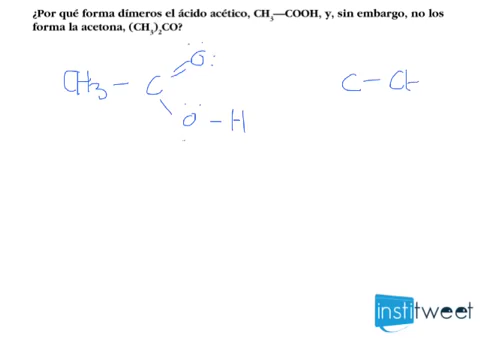 ¿Por qué forma dímeros el ácido acético, CH₃—COOH, y, sin embargo, no los
forma la acetona, (CH₃)₂CO?
O:
CH₃ - C
C - Cl
O - H
institweet